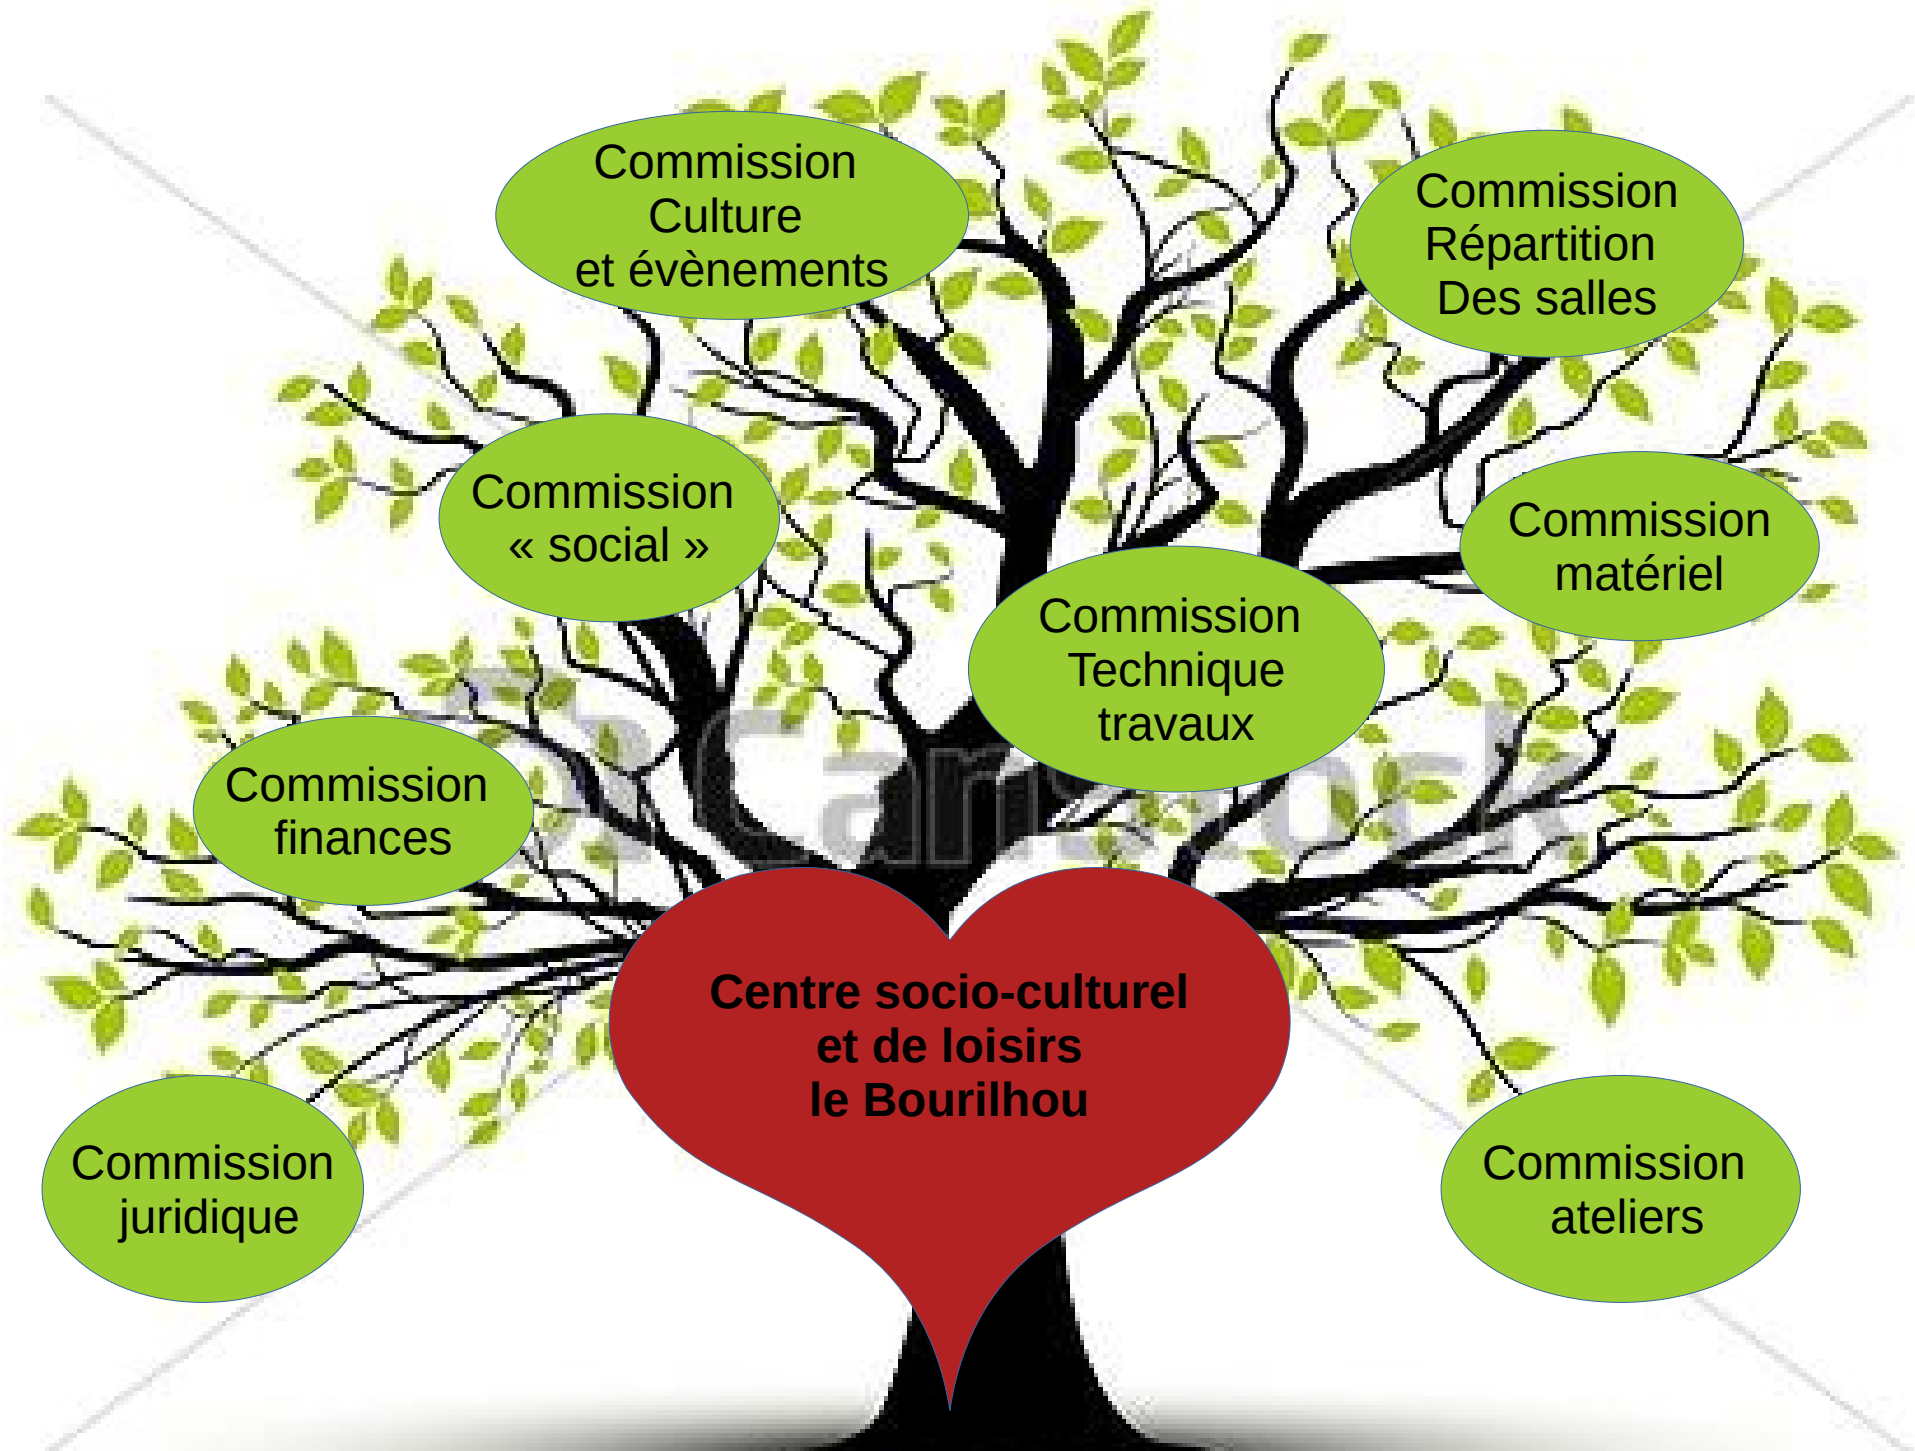 Commission
Culture
et évènements
Commission
Répartition
Des salles
Commission
« social »
Commission
matériel
Commission
Technique
travaux
Commission
finances
Centre socio-culturel
et de loisirs
le Bourilhou
Commission
juridique
Commission
ateliers
CanStock